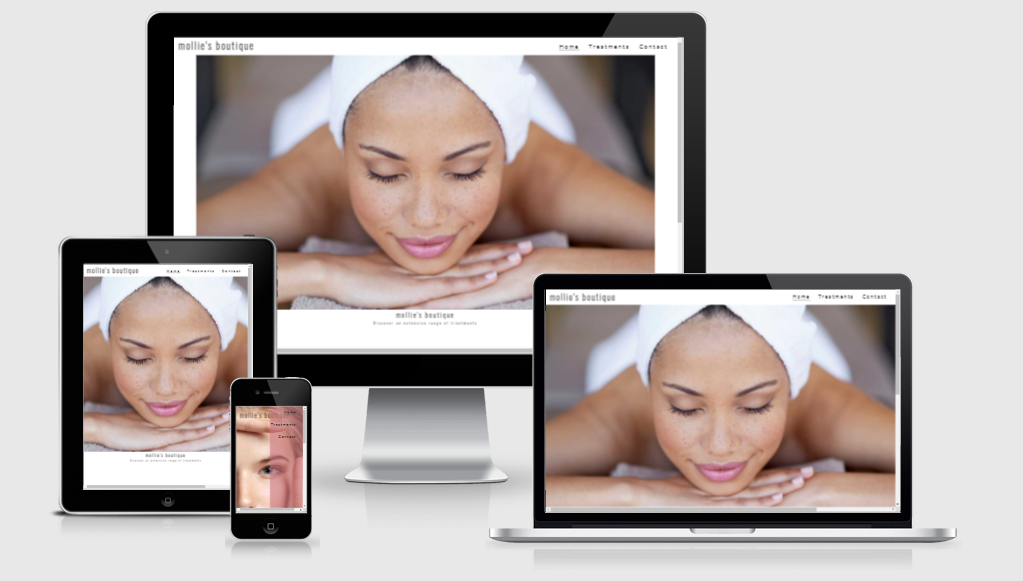 mollie's boutique Home Treatments Contact
mollie's boutique
Discover an extensive range of treatments
mollie's boutique Home Treatments Contact
mollie's boutique
Discover an extensive range of treatments
mollie's boutique Home
Treatments
Contact
mollie's boutique Home Treatments Contact